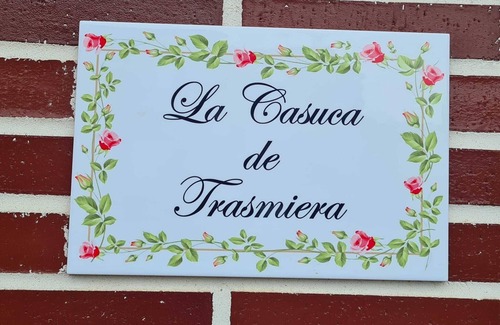 La Casuca
de
Trasmiera